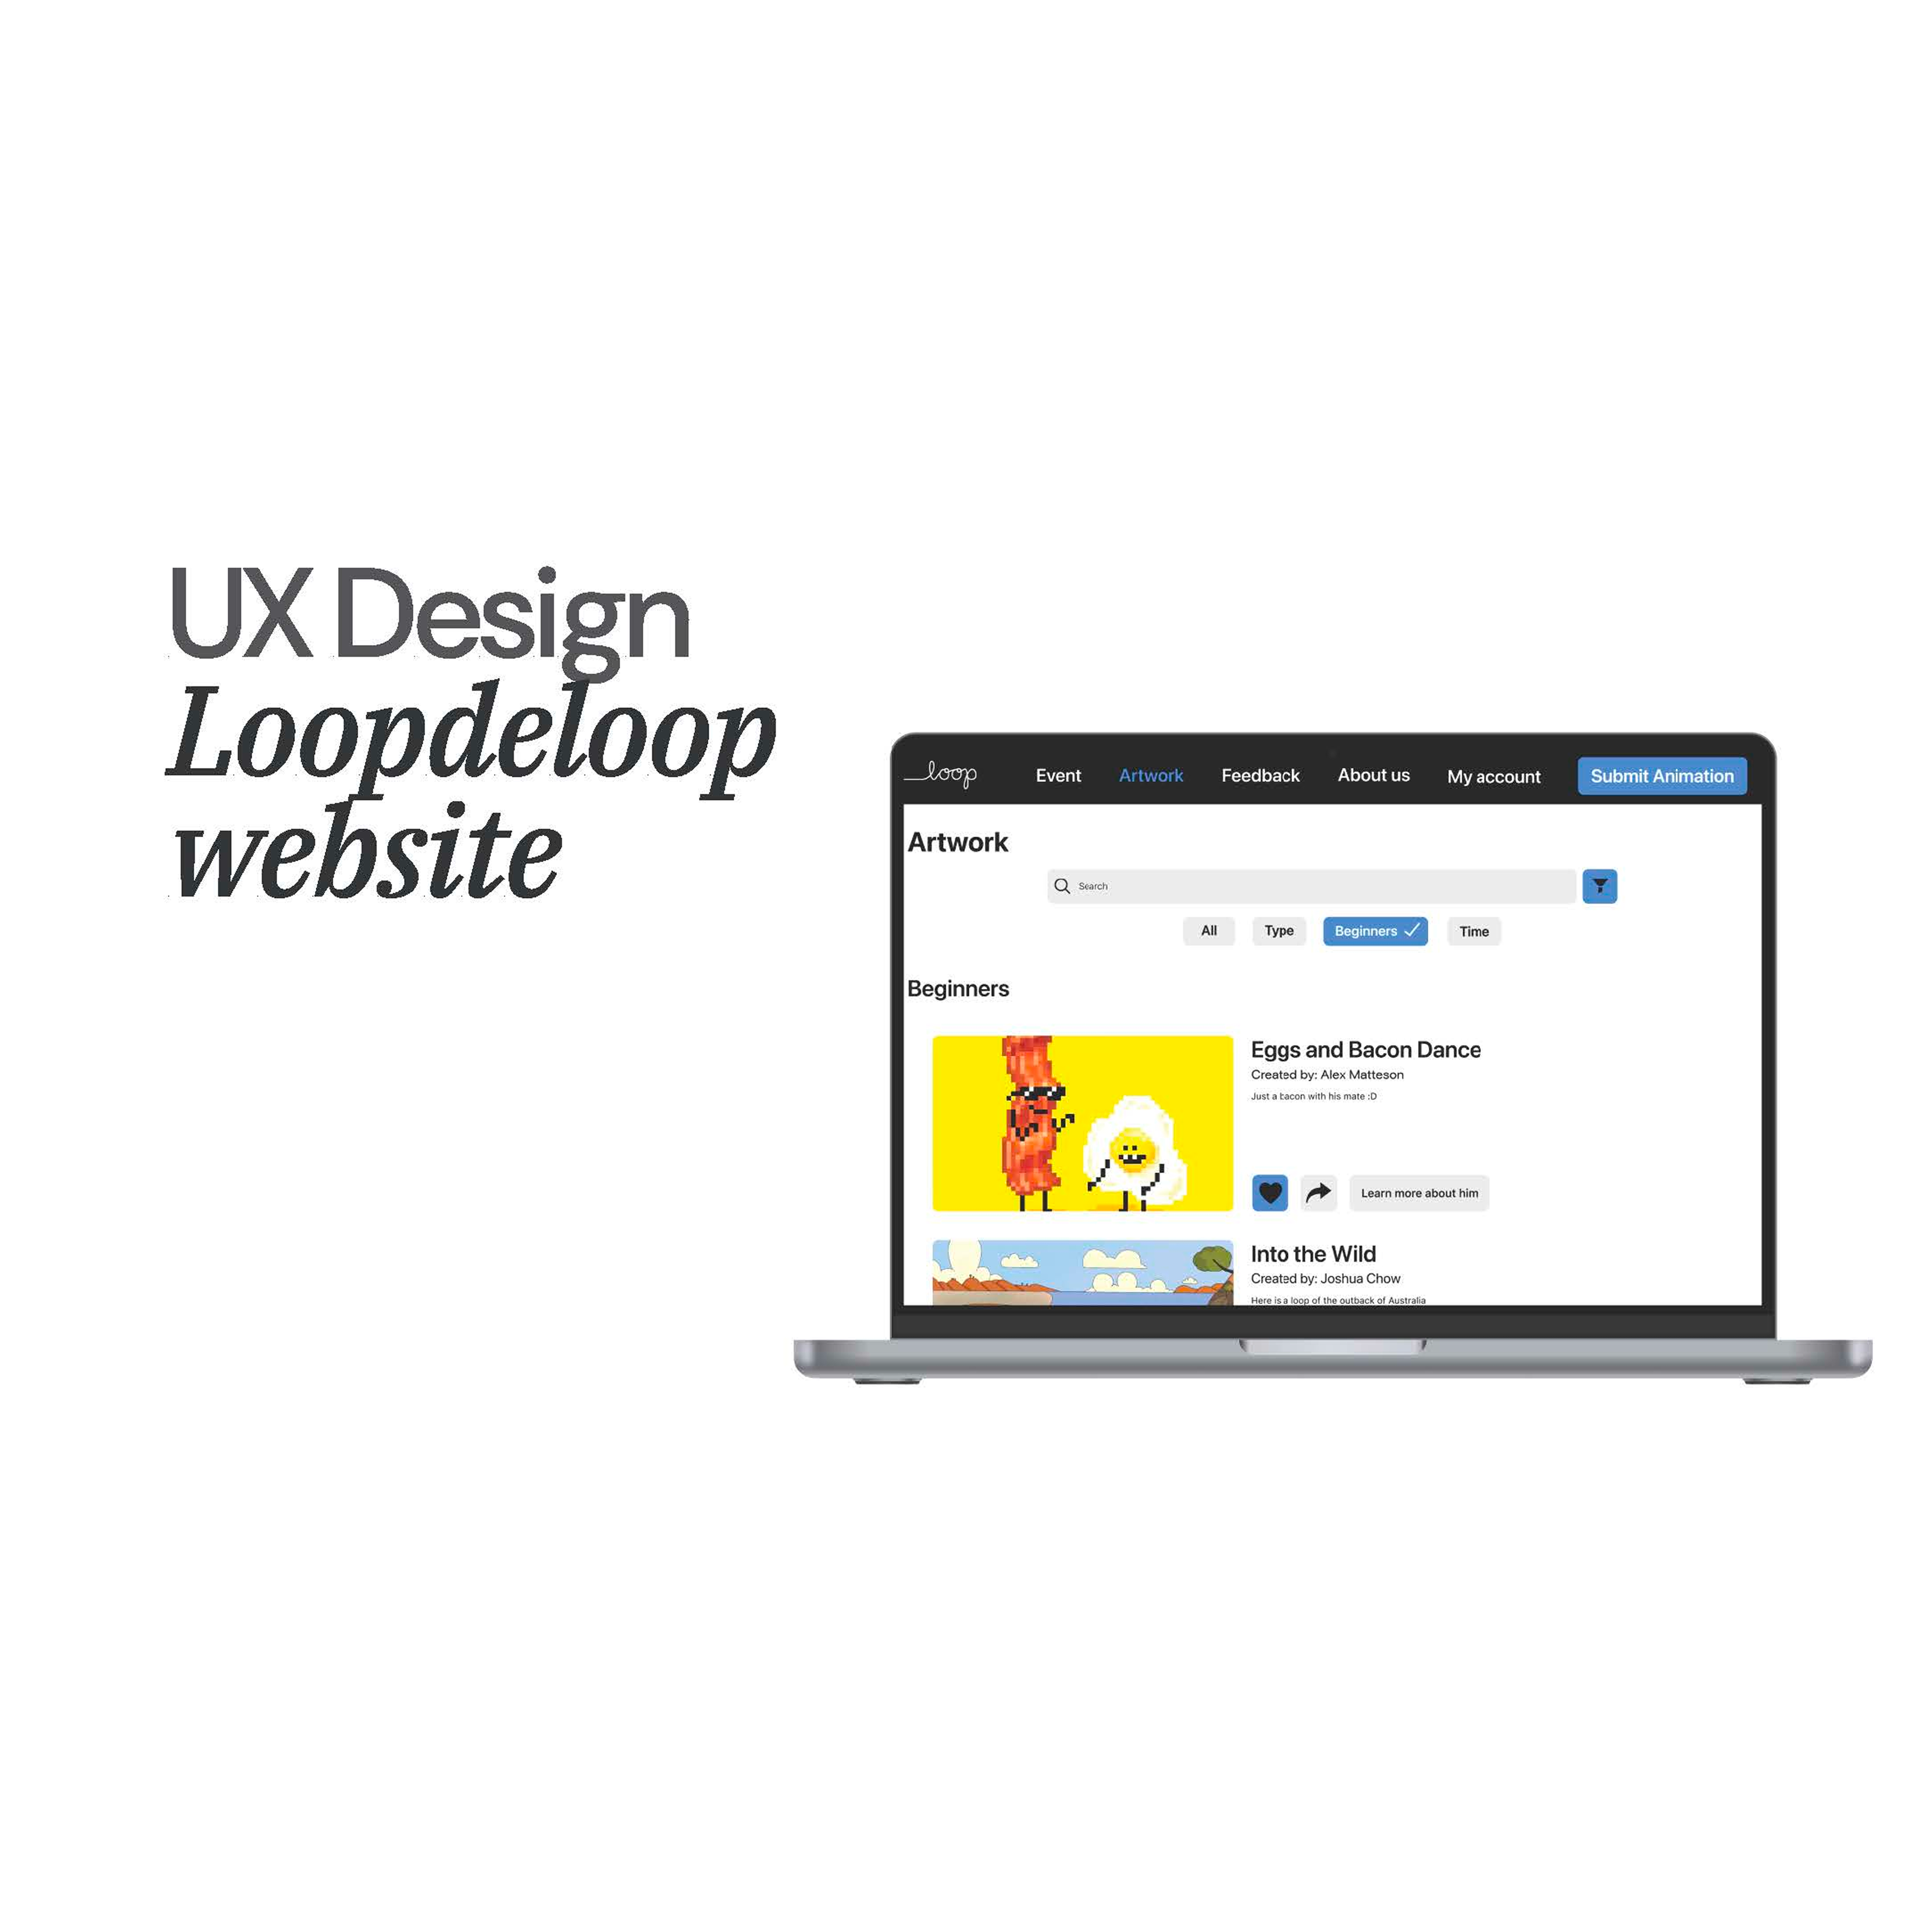 UX Design
Loopdeloop
website
loop
Event Artwork Feedback About us My account Submit Animation
Artwork
Search
All Type Beginners Time
Beginners
Eggs and Bacon Dance
Created by: Alex Matteson
Just a bacon with his mate :D
Learn more about him
Into the Wild
Created by: Joshua Chow
Here is a loop of the outback of Australia